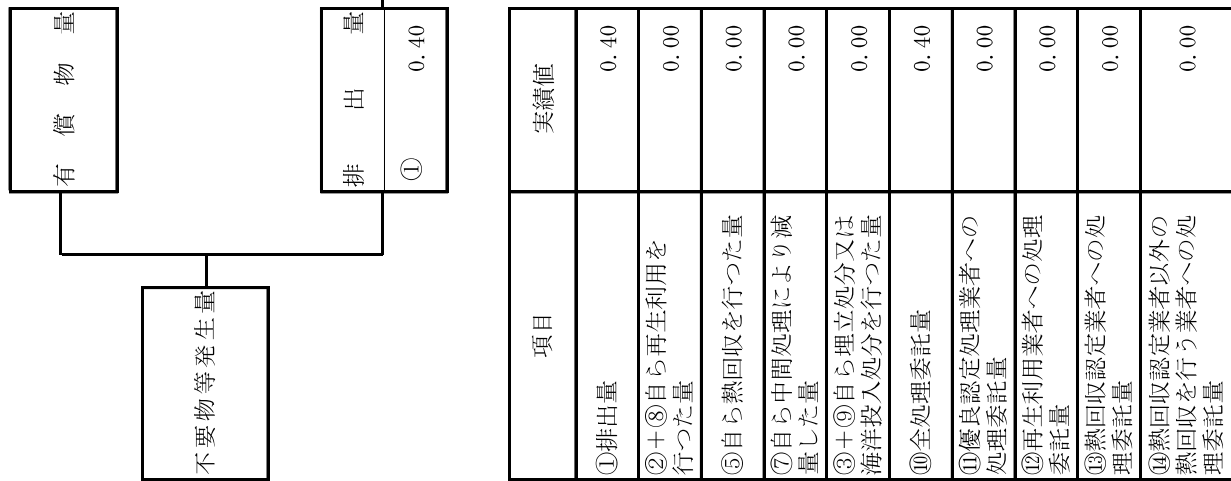 有償物量
不要物等発生量
排出量
① 0.40
項目 実績値
①排出量 0.40
②+⑧自ら再生利用を
行つた量 0.00
⑤自ら熱回収を行つた量 0.00
⑦自ら中間処理により減
量した量 0.00
③+⑨自ら埋立処分又は
海洋投入処分を行つた量 0.00
⑩全処理委託量 0.40
⑪優良認定処理業者への
処理委託量 0.00
⑫再生利用業者への処理
委託量 0.00
⑬熱回収認定業者への処
理委託量 0.00
⑭熱回収認定業者以外の
熱回収を行う業者への処
理委託量 0.00